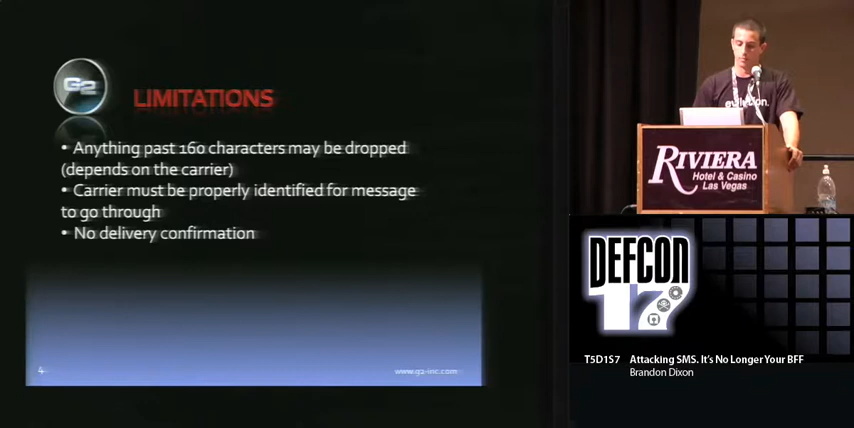 G2
LIMITATIONS
• Anything past 160 characters may be dropped
(depends on the carrier)
• Carrier must be properly identified for message
to go through
• No delivery confirmation
4
www.g2-inc.com
RIVIERA
Hotel & Casino
Las Vegas
DEFCON
17
T5D1S7 Attacking SMS. It's No Longer Your BFF
Brandon Dixon